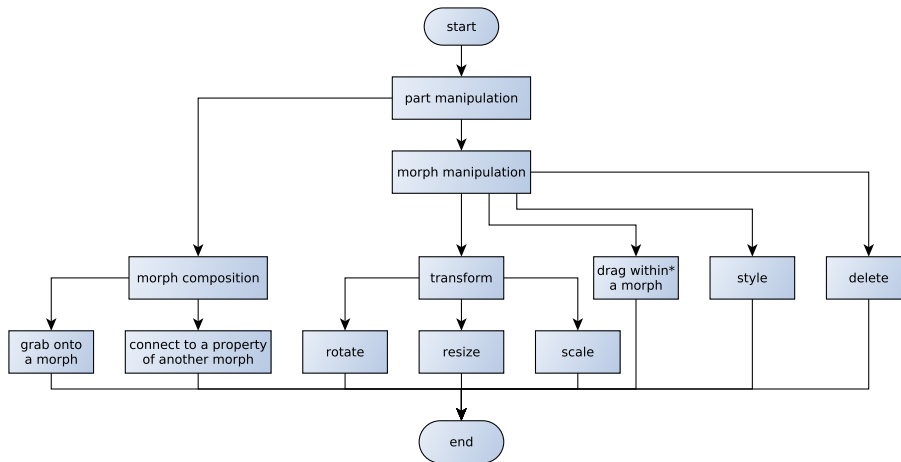 start
part manipulation
morph manipulation
morph composition
transform
drag within*
a morph
style
delete
grab onto
a morph
connect to a property
of another morph
rotate
resize
scale
end